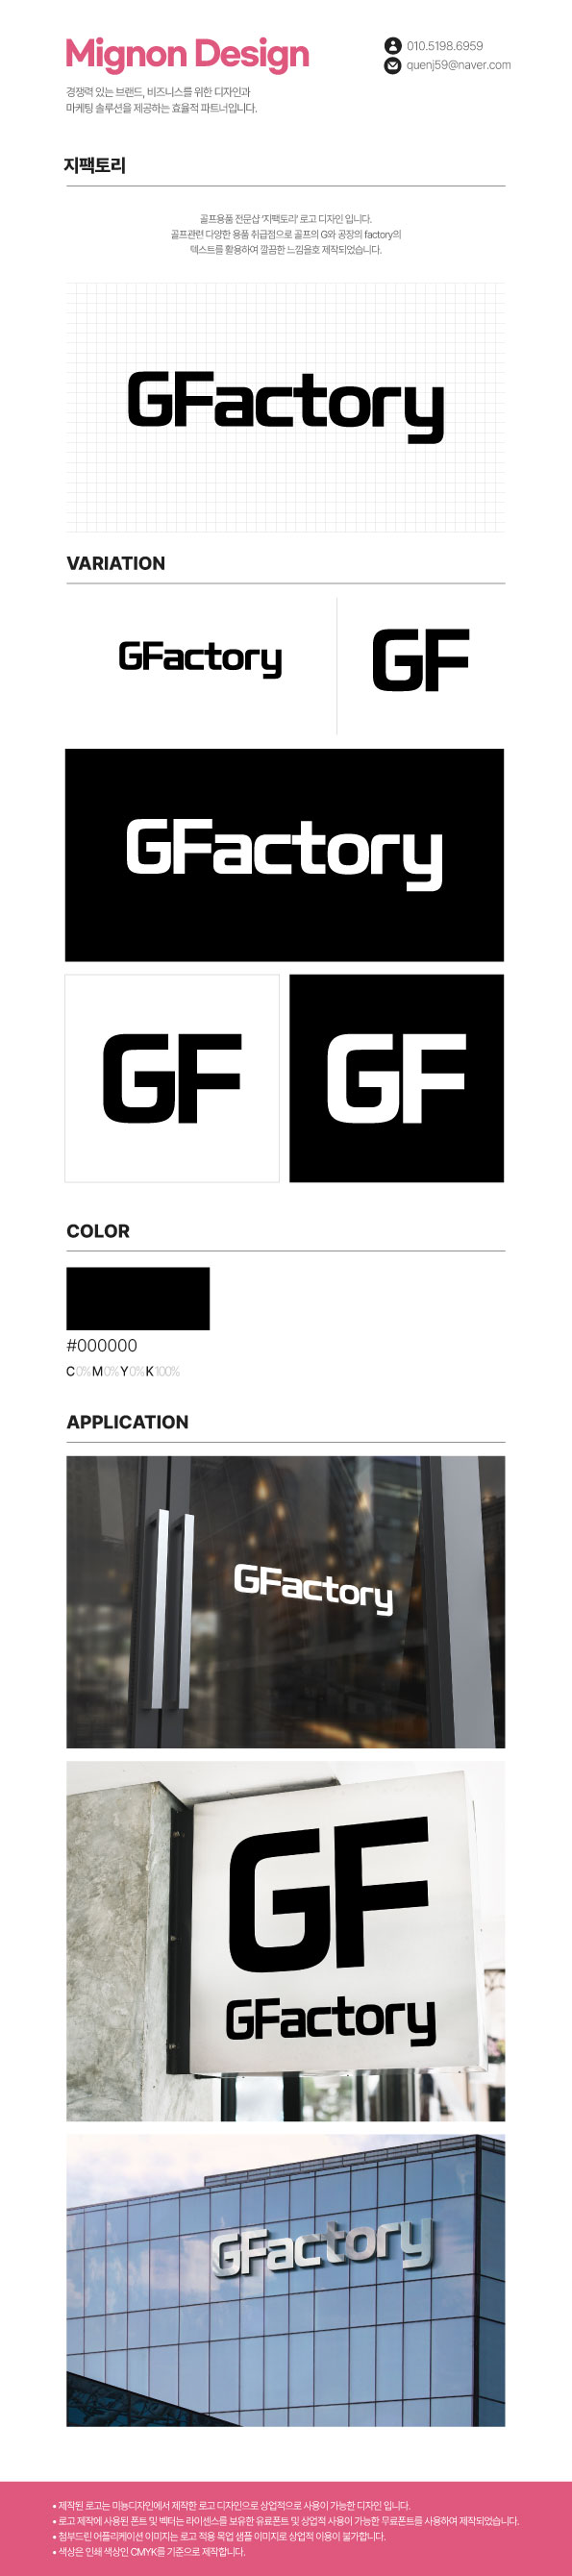 Mignon Design
010.5198.6959
quenj59@naver.com
경쟁력 있는 브랜드, 비즈니스를 위한 디자인과
마케팅 솔루션을 제공하는 효율적 파트너입니다.
지팩토리
골프용품 전문샵 '지팩토리' 로고 디자인 입니다.
골프관련 다양한 용품 취급점으로 골프의 G와 공장의 factory의
텍스트를 활용하여 깔끔한 느낌을호 제작되었습니다.
GFactory
VARIATION
GFactory
GF
GFactory
GF
GF
COLOR
#000000
C0% M0% Y0% K100%
APPLICATION
GFactory
GF
GFactory
GFactory
• 제작된 로고는 미뇽디자인에서 제작한 로고 디자인으로 상업적으로 사용이 가능한 디자인 입니다.
• 로고 제작에 사용된 폰트 및 벡터는 라이센스를 보유한 유료폰트 및 상업적 사용이 가능한 무료폰트를 사용하여 제작되었습니다.
• 첨부드린 어플리케이션 이미지는 로고 적용 목업 샘플 이미지로 상업적 이용이 불가합니다.
• 색상은 인쇄 색상인 CMYK를 기준으로 제작합니다.